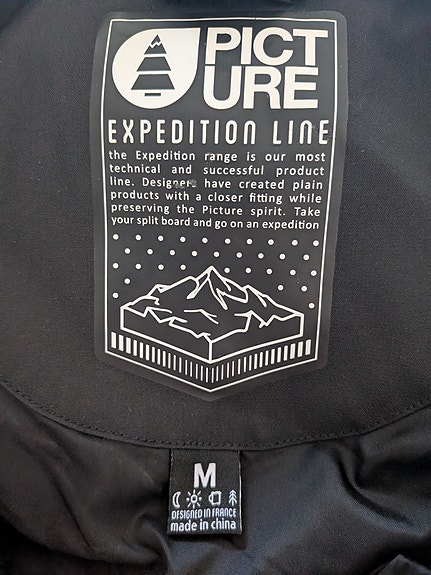 PICT
URE
EXPEDITION LINE
the Expedition range is our most
technical and successful product
line. Designers have created plain
products with a closer fitting while
preserving the Picture spirit. Take
your split board and go on an expedition
M
DESIGNED IN FRANCE
made in china